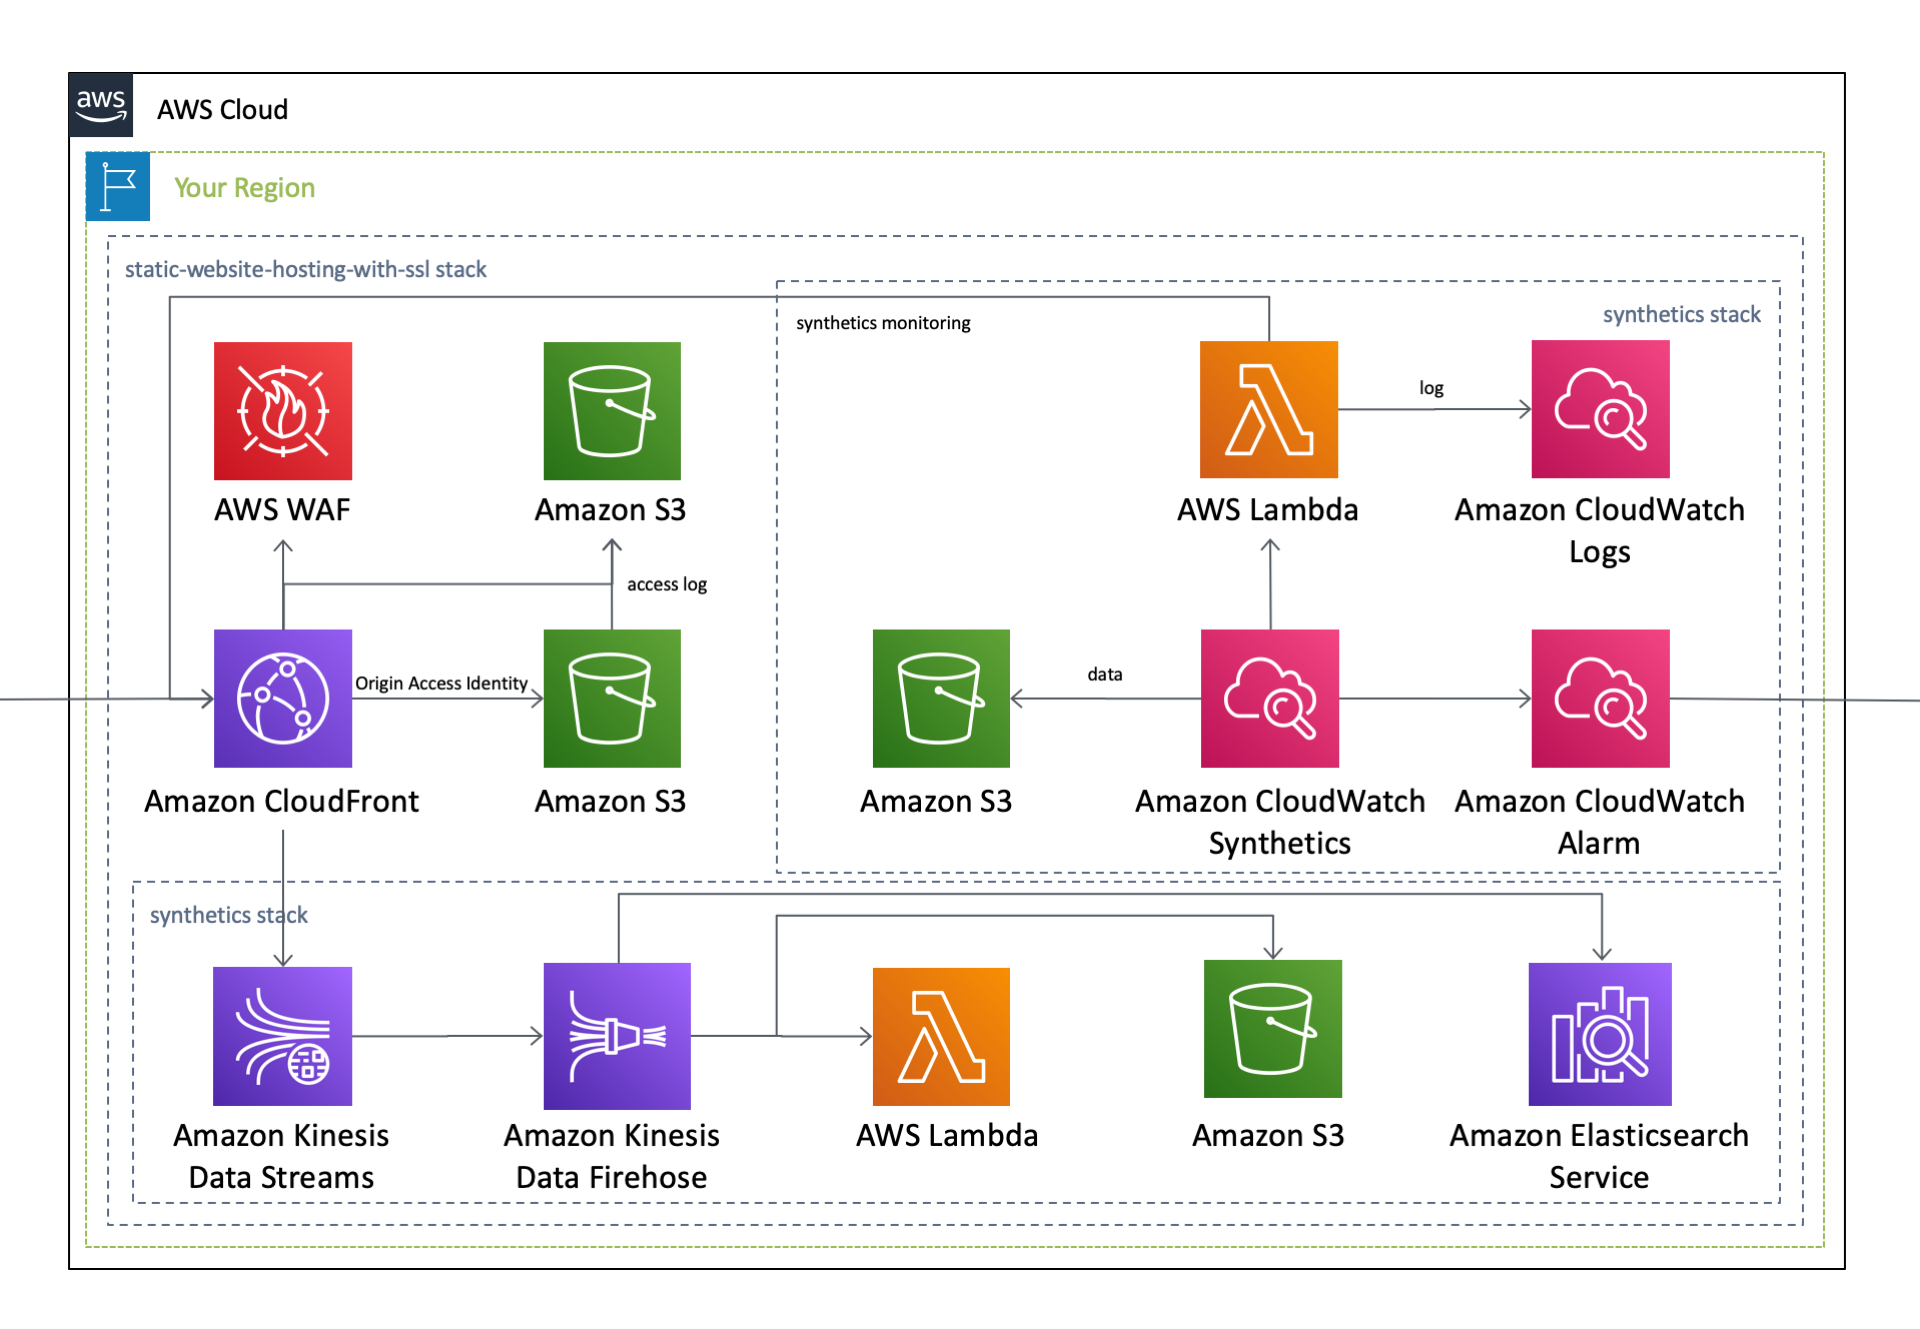 aws
AWS Cloud
Your Region
static-website-hosting-with-ssl stack
synthetics stack
synthetics monitoring
log
AWS WAF
Amazon S3
AWS Lambda
Amazon CloudWatch
Logs
access log
Origin Access Identity
data
Amazon CloudFront
Amazon S3
Amazon S3
Amazon CloudWatch
Synthetics
Amazon CloudWatch
Alarm
synthetics stack
Amazon Kinesis
Data Streams
Amazon Kinesis
Data Firehose
AWS Lambda
Amazon S3
Amazon Elasticsearch
Service